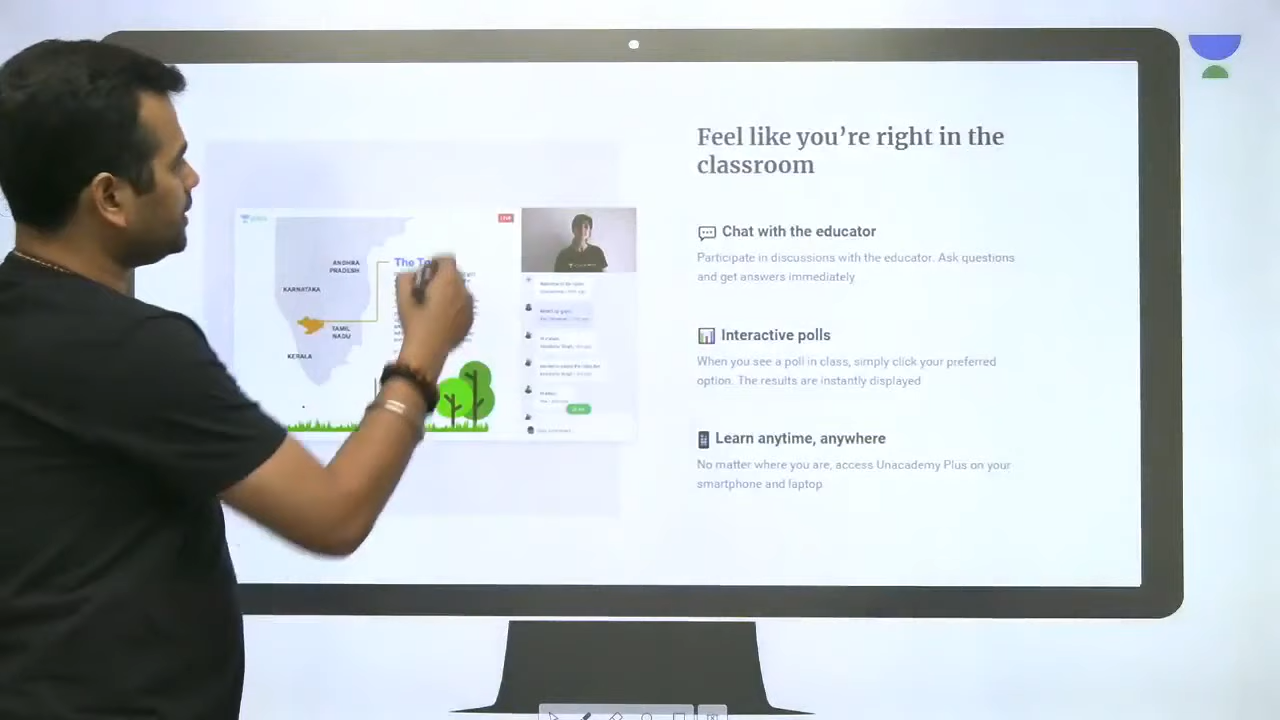 Feel like you’re right in the
classroom
Chat with the educator
Participate in discussions with the educator. Ask questions
and get answers immediately
Interactive polls
When you see a poll in class, simply click your preferred
option. The results are instantly displayed
Learn anytime, anywhere
No matter where you are, access Unacademy Plus on your
smartphone and laptop
LIVE
ANDHRA
PRADESH
The
KARNATAKA
TAMIL
NADU
KERALA